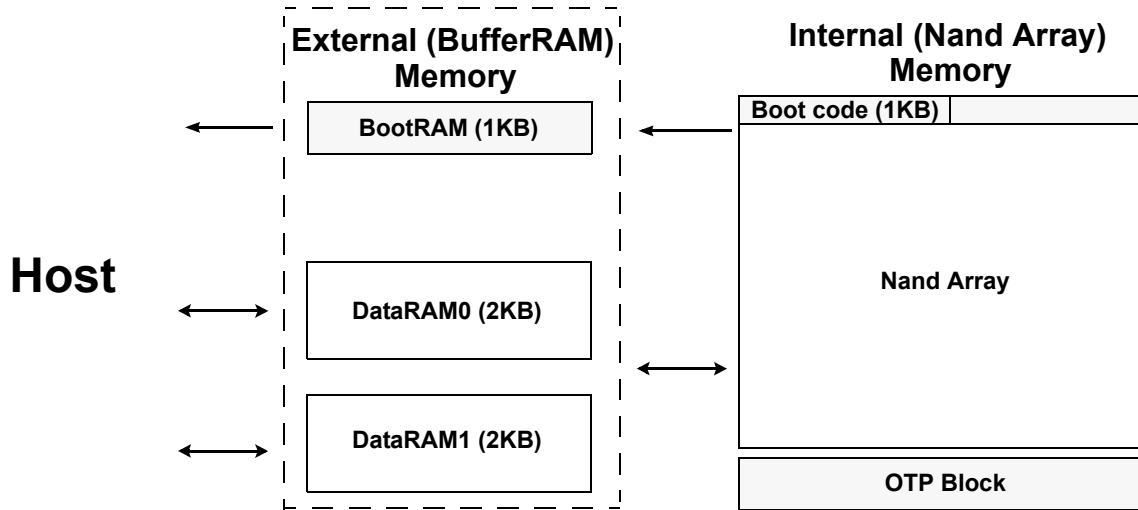 External (BufferRAM)
Memory
Internal (Nand Array)
Memory
BootRAM (1KB)
Boot code (1KB)
Host
DataRAM0 (2KB)
Nand Array
DataRAM1 (2KB)
OTP Block